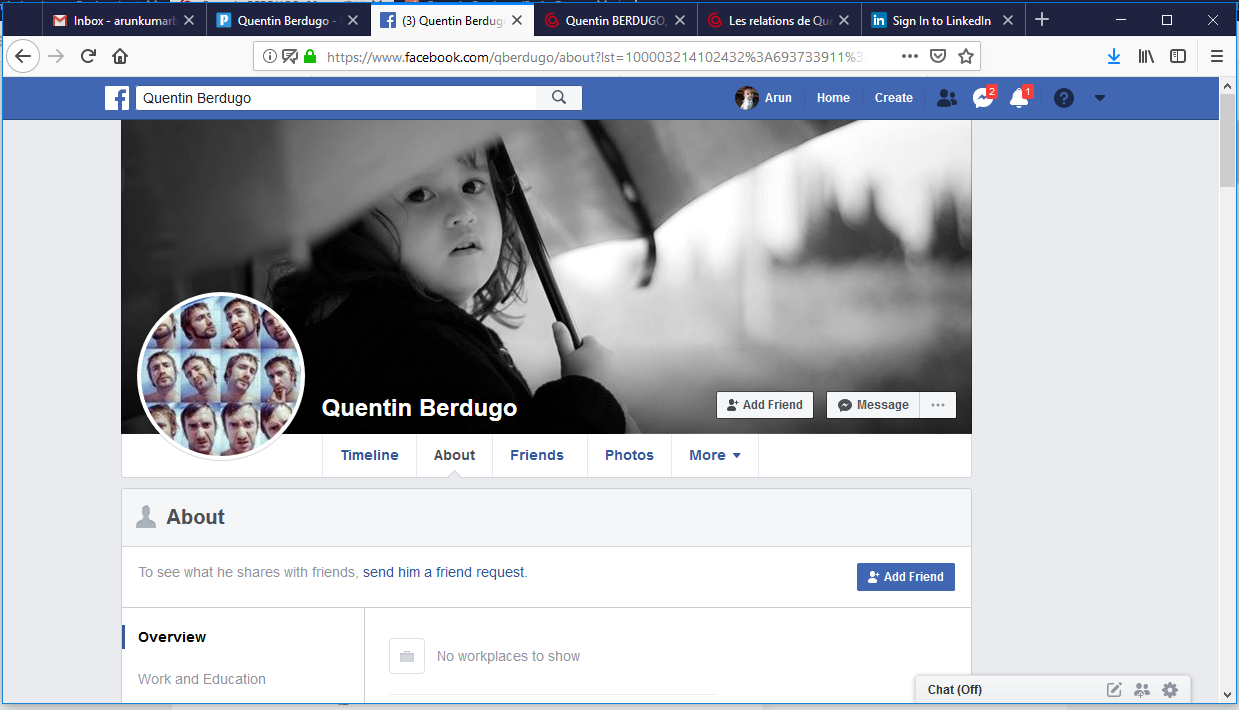 Inbox - arunkumarb
Quentin Berdugo -
(3) Quentin Berdugo
Quentin BERDUGO,
Les relations de Que
Sign In to LinkedIn
https://www.facebook.com/qberdugo/about?lst=100003214102432%3A693733911%3
Quentin Berdugo
Arun
Home
Create
2
1
Quentin Berdugo
Add Friend
Message
Timeline
About
Friends
Photos
More
About
To see what he shares with friends, send him a friend request.
Add Friend
Overview
Work and Education
No workplaces to show
Chat (Off)